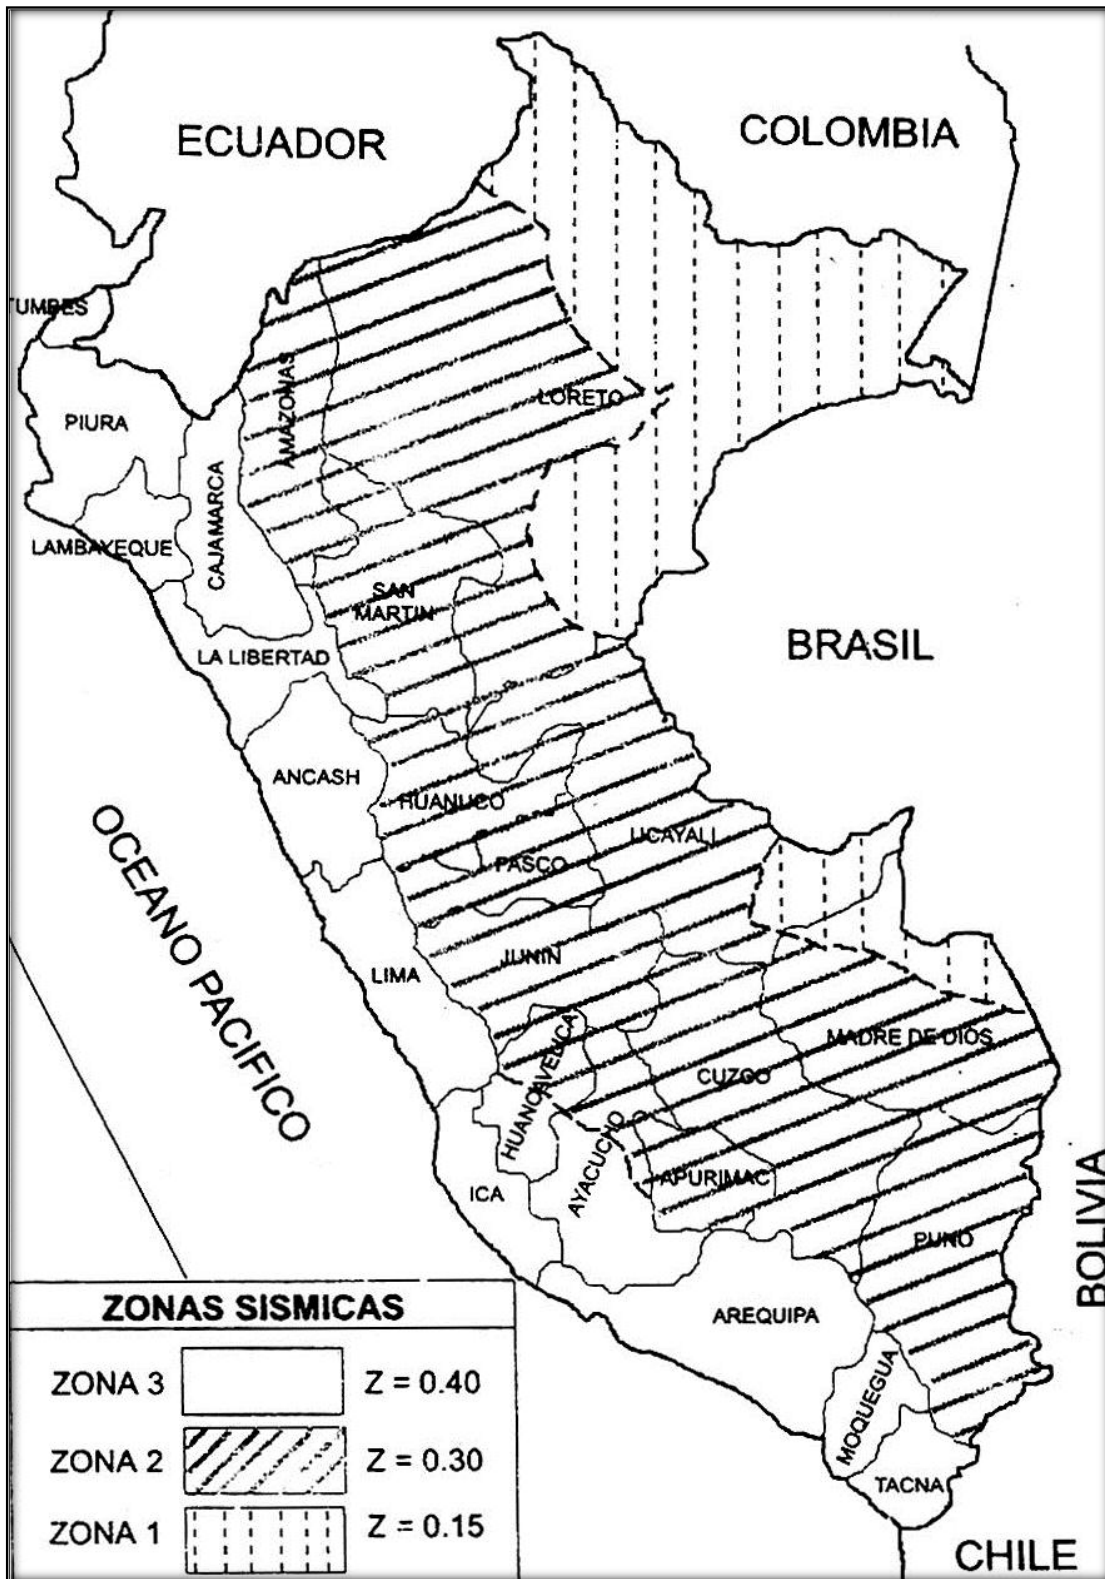 ECUADOR
COLOMBIA
TUMBES
PIURA
AMAZONAS
LORETO
CAJAMARCA
LAMBAYEQUE
SAN
MARTIN
LA LIBERTAD
BRASIL
ANCASH
HUANUCO
UCAYALI
PASCO
OCEANO PACIFICO
LIMA
JUNIN
MADRE DE DIOS
HUANCAVELICA
CUZCO
AYACUCHO
APURIMAC
ICA
PUNO
BOLIVIA
AREQUIPA
MOQUEGUA
TACNA
CHILE
ZONAS SISMICAS
ZONA 3 Z = 0.40
ZONA 2 Z = 0.30
ZONA 1 Z = 0.15